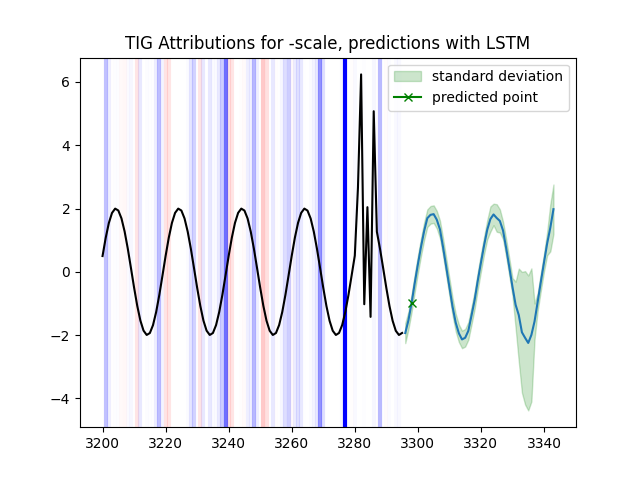 TIG Attributions for -scale, predictions with LSTM
standard deviation
predicted point
6
4
2
0
−2
−4
3200 3220 3240 3260 3280 3300 3320 3340